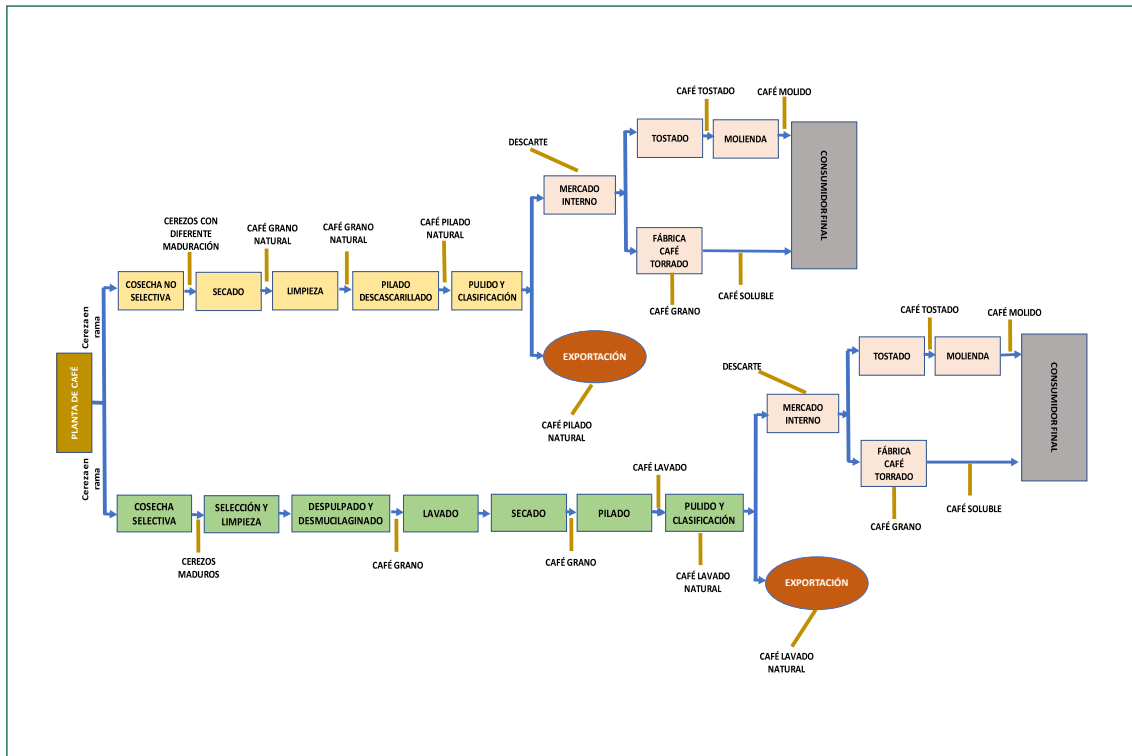 CAFÉ TOSTADO
CAFÉ MOLIDO
TOSTADO
MOLIENDA
CONSUMIDOR FINAL
DESCARTE
MERCADO
INTERNO
FÁBRICA
CAFÉ
TORRADO
CAFÉ GRANO
CAFÉ SOLUBLE
CEREZOS CON
DIFERENTE
MADURACIÓN
CAFÉ GRANO
NATURAL
CAFÉ GRANO
NATURAL
CAFÉ PILADO
NATURAL
COSECHA NO
SELECTIVA
SECADO
LIMPIEZA
PILADO
DESCASCARILLADO
PULIDO Y
CLASIFICACIÓN
EXPORTACIÓN
CAFÉ PILADO
NATURAL
Cereza en
rama
PLANTA DE CAFÉ
Cereza en
rama
CAFÉ TOSTADO
CAFÉ MOLIDO
TOSTADO
MOLIENDA
CONSUMIDOR FINAL
DESCARTE
MERCADO
INTERNO
FÁBRICA
CAFÉ
TORRADO
CAFÉ GRANO
CAFÉ SOLUBLE
COSECHA
SELECTIVA
SELECCIÓN Y
LIMPIEZA
DESPULPADO Y
DESMUCILAGINADO
LAVADO
SECADO
PILADO
CAFÉ LAVADO
PULIDO Y
CLASIFICACIÓN
CEREZOS
MADUROS
CAFÉ GRANO
CAFÉ GRANO
CAFÉ LAVADO
NATURAL
EXPORTACIÓN
CAFÉ LAVADO
NATURAL